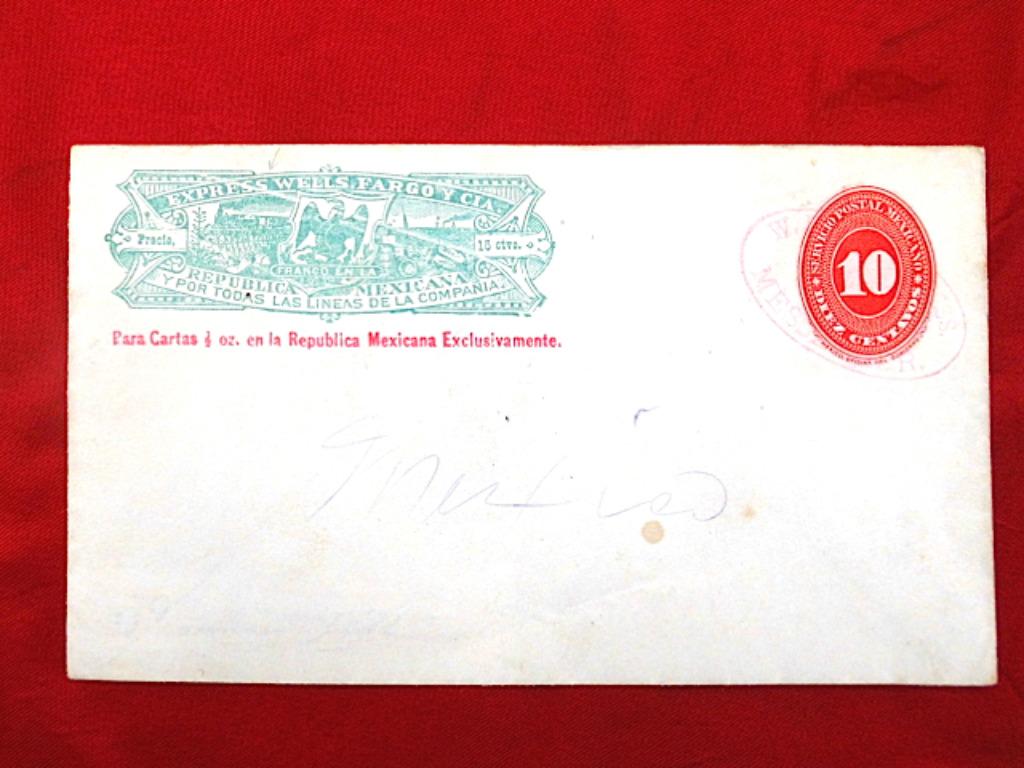 EXPRESS WELLS FARGO Y CIA
Precio, 15 ctvs.
FRANCO EN LA
REPUBLICA MEXICANA
Y POR TODAS LAS LINEAS DE LA COMPAÑIA.
Para Cartas ½ oz. en la Republica Mexicana Exclusivamente.
SERVICIO POSTAL MEXICANO
10
DIEZ CENTAVOS
Mexico